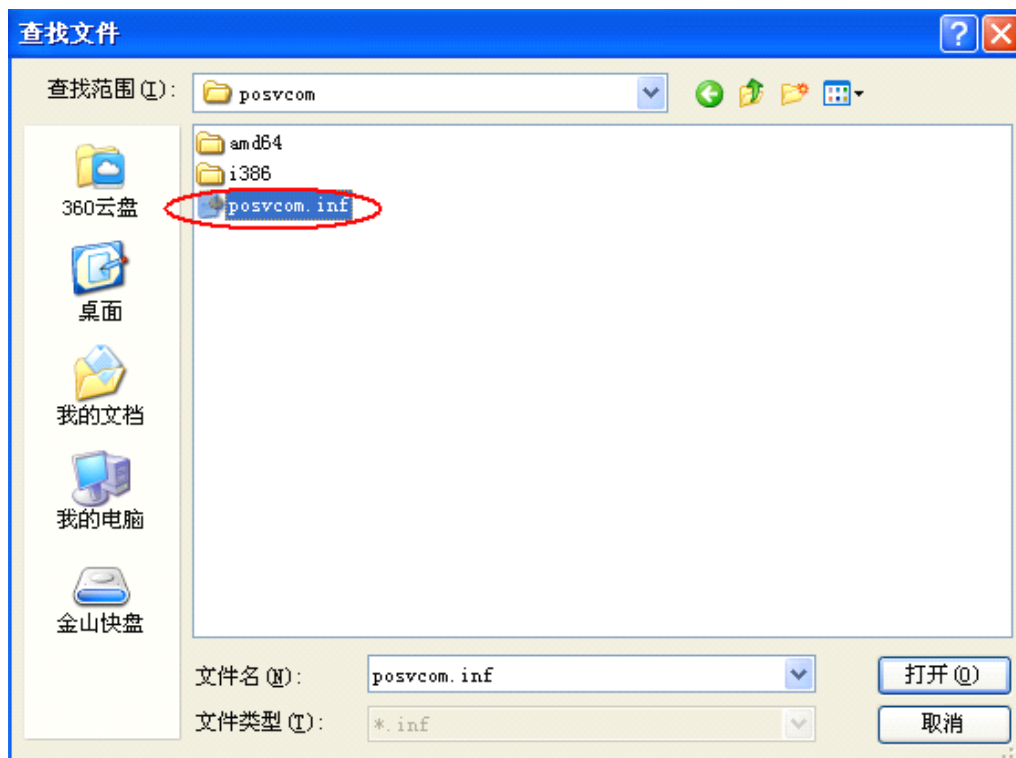 查找文件
查找范围(I):
posvcom
amd64
i386
posvcom.inf
360云盘
桌面
我的文档
我的电脑
金山快盘
文件名(N):
posvcom.inf
打开(O)
文件类型(T):
*.inf
取消